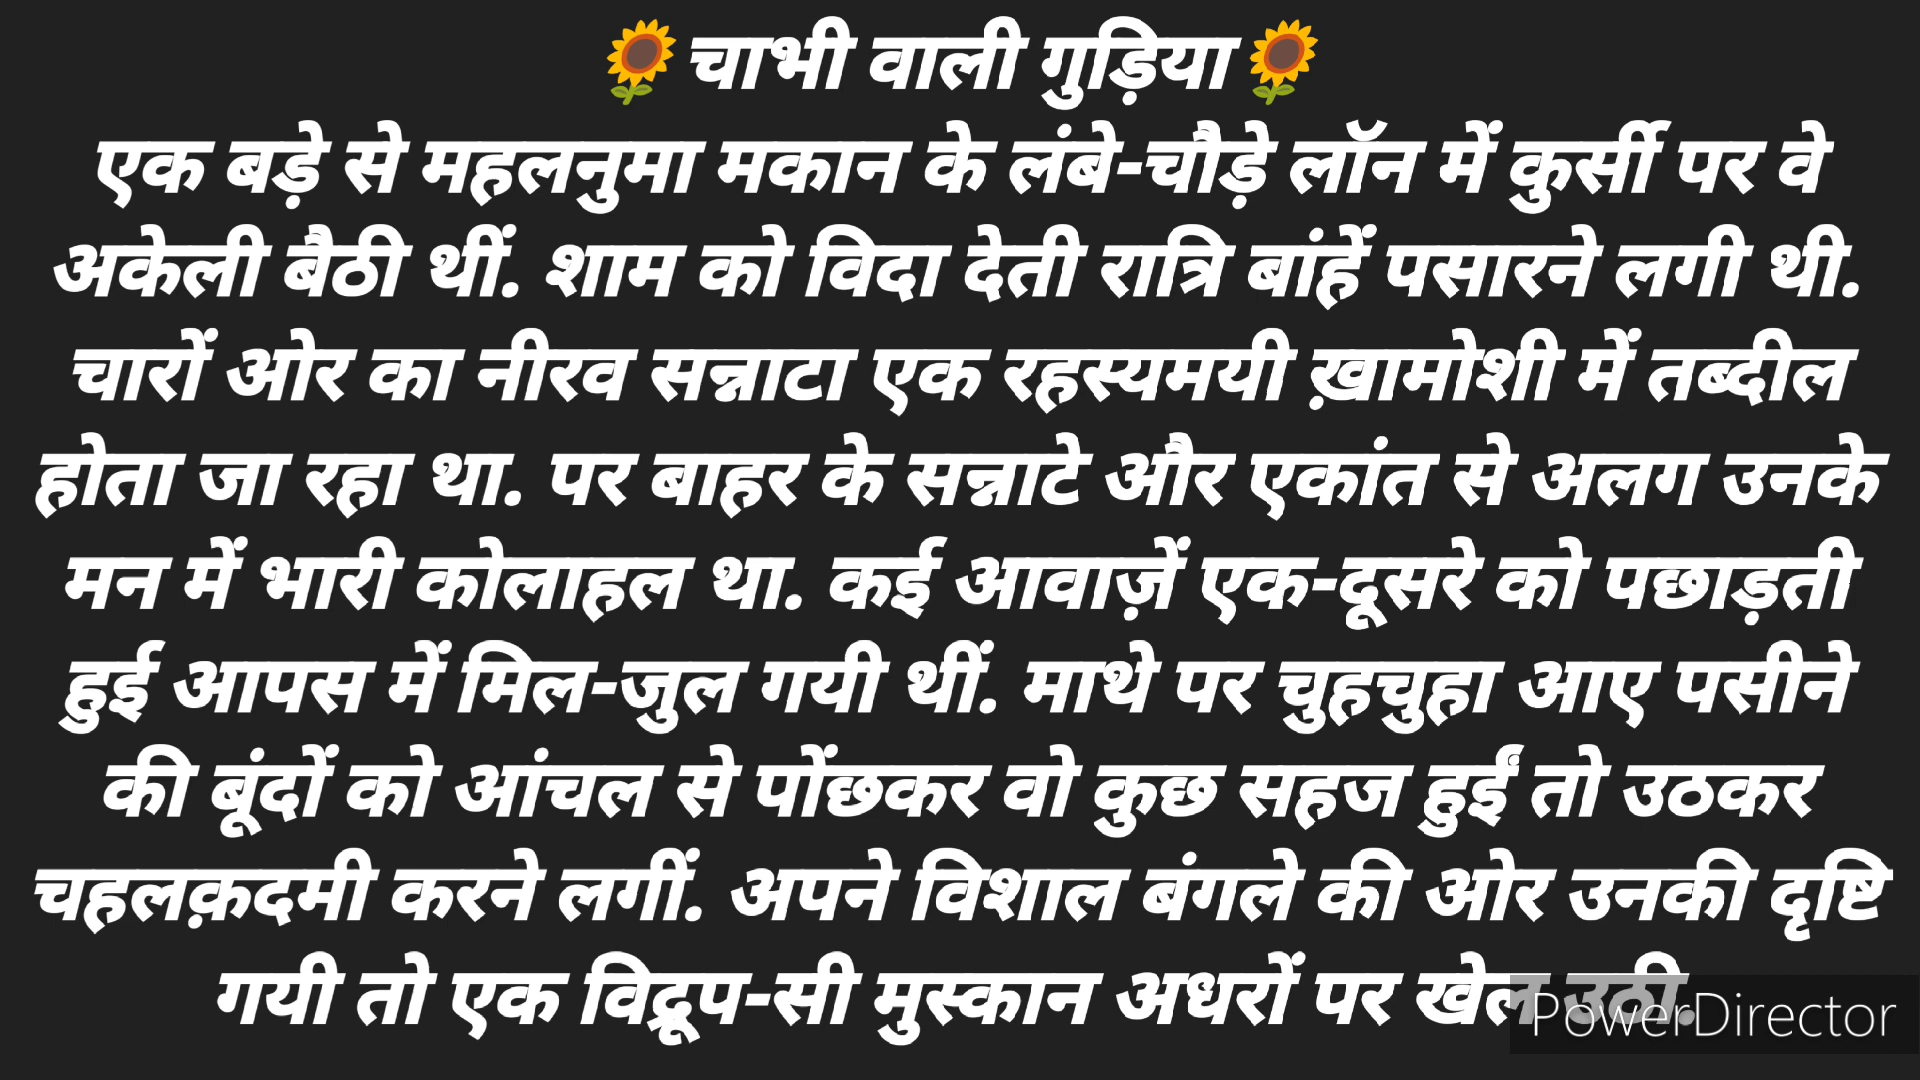 🌻चाभी वाली गुड़िया🌻
एक बड़े से महलनुमा मकान के लंबे-चौड़े लॉन में कुर्सी पर वे
अकेली बैठी थीं. शाम को विदा देती रात्रि बांहें पसारने लगी थी.
चारों ओर का नीरव सन्नाटा एक रहस्यमयी ख़ामोशी में तब्दील
होता जा रहा था. पर बाहर के सन्नाटे और एकांत से अलग उनके
मन में भारी कोलाहल था. कई आवाज़ें एक-दूसरे को पछाड़ती
हुई आपस में मिल-जुल गयी थीं. माथे पर चुहचुहा आए पसीने
की बूंदों को आंचल से पोंछकर वो कुछ सहज हुईं तो उठकर
चहलक़दमी करने लगीं. अपने विशाल बंगले की ओर उनकी दृष्टि
गयी तो एक विद्रूप-सी मुस्कान अधरों पर खेल उठी.
PowerDirector